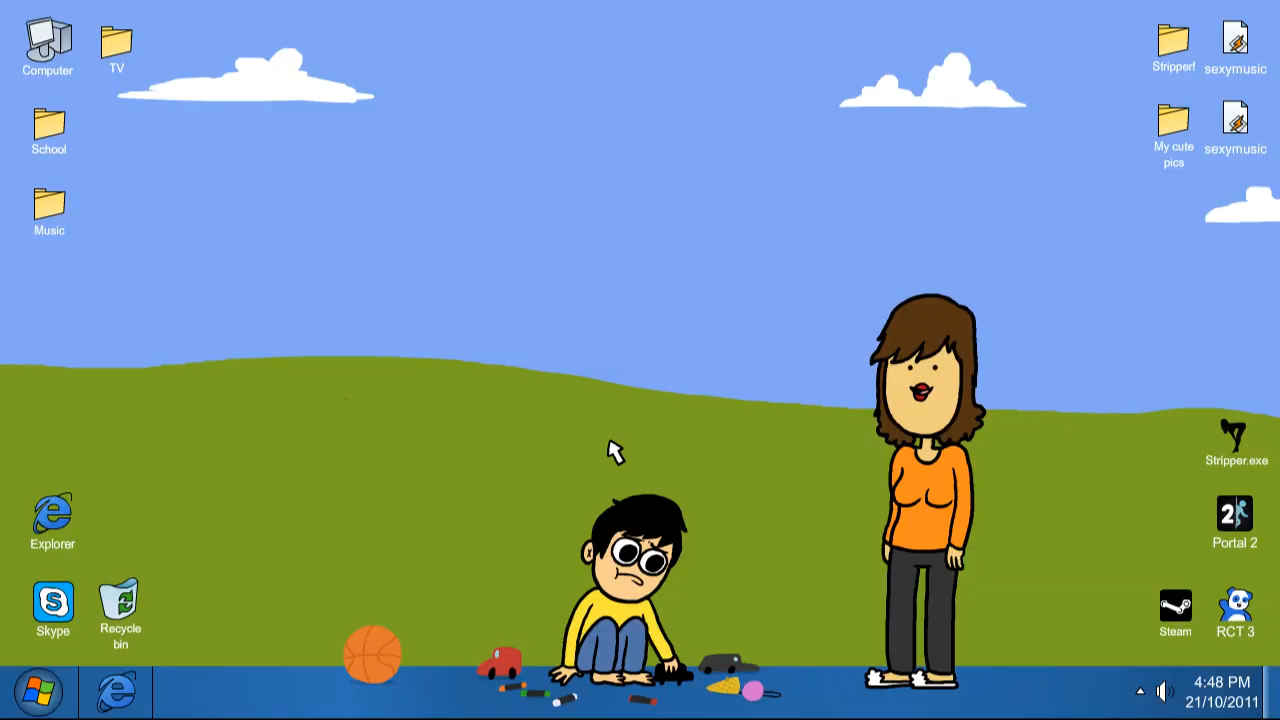 Computer
TV
School
Music
Explorer
Skype
Recycle
bin
Stripper!
sexymusic
My cute
pics
sexymusic
Stripper.exe
2
Portal 2
Steam
RCT 3
4:48 PM
21/10/2011